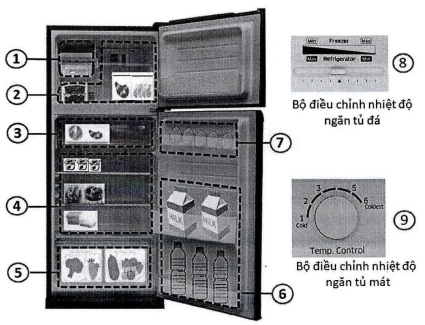 1
2
3
4
5
6
7
MILK
MILK
Min Freezer Max
Max Refrigerator Min
8
Bộ điều chỉnh nhiệt độ
ngăn tủ đá
1 2 3 5 6
Cold
Coldest
Temp. Control
9
Bộ điều chỉnh nhiệt độ
ngăn tủ mát